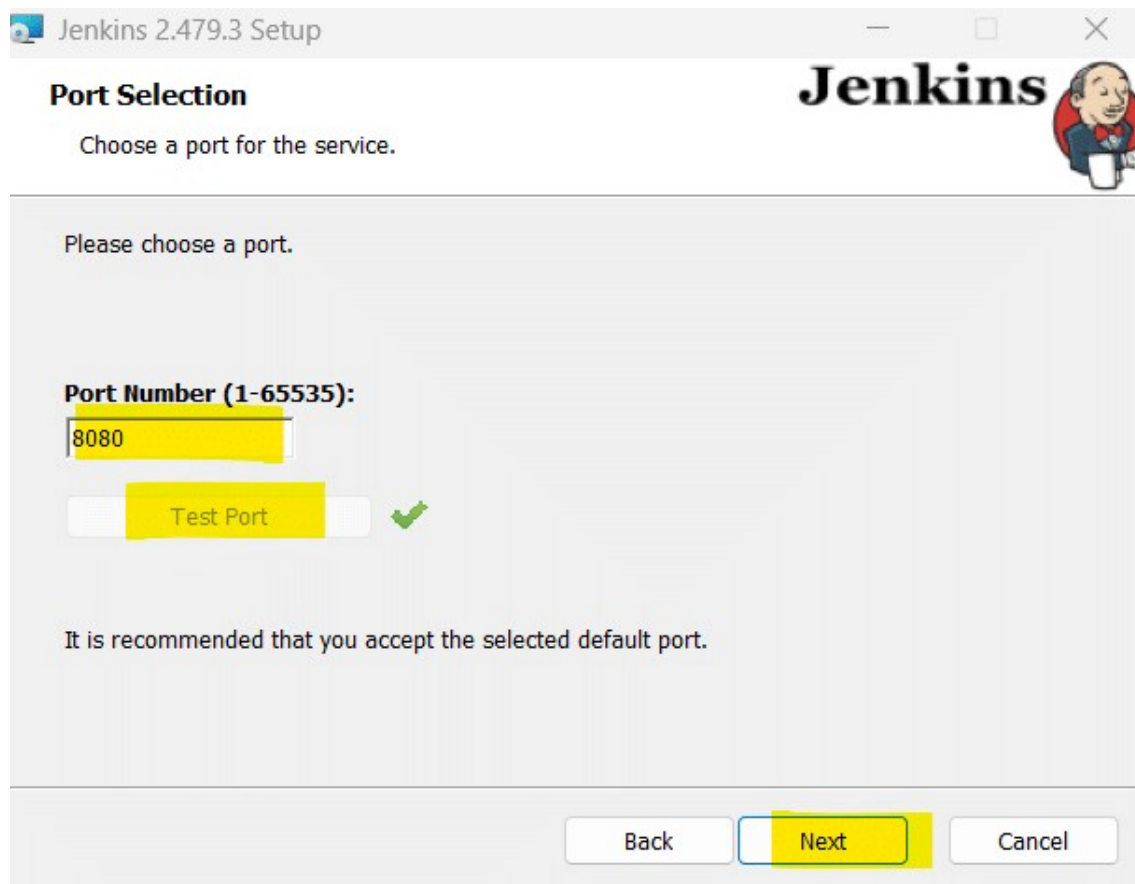 Jenkins 2.479.3 Setup
Port Selection
Jenkins
Choose a port for the service.
Please choose a port.
Port Number (1-65535):
8080
Test Port
It is recommended that you accept the selected default port.
Back
Next
Cancel